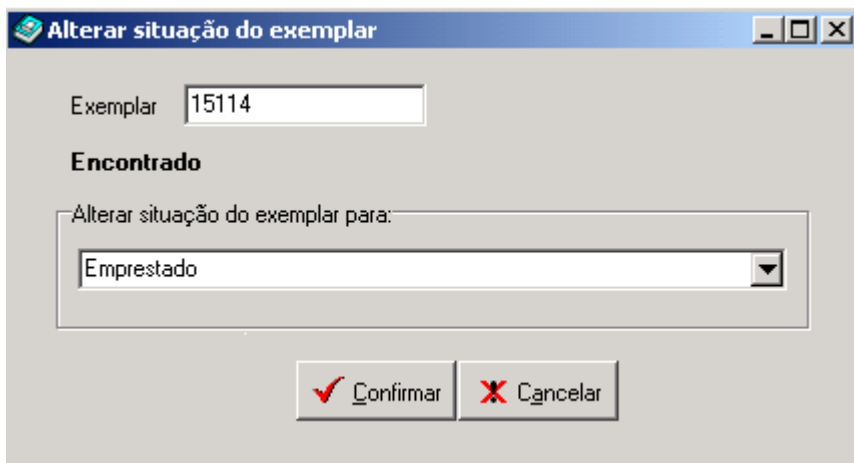 Alterar situação do exemplar
Exemplar 15114
Encontrado
Alterar situação do exemplar para:
Emprestado
Confirmar Cancelar